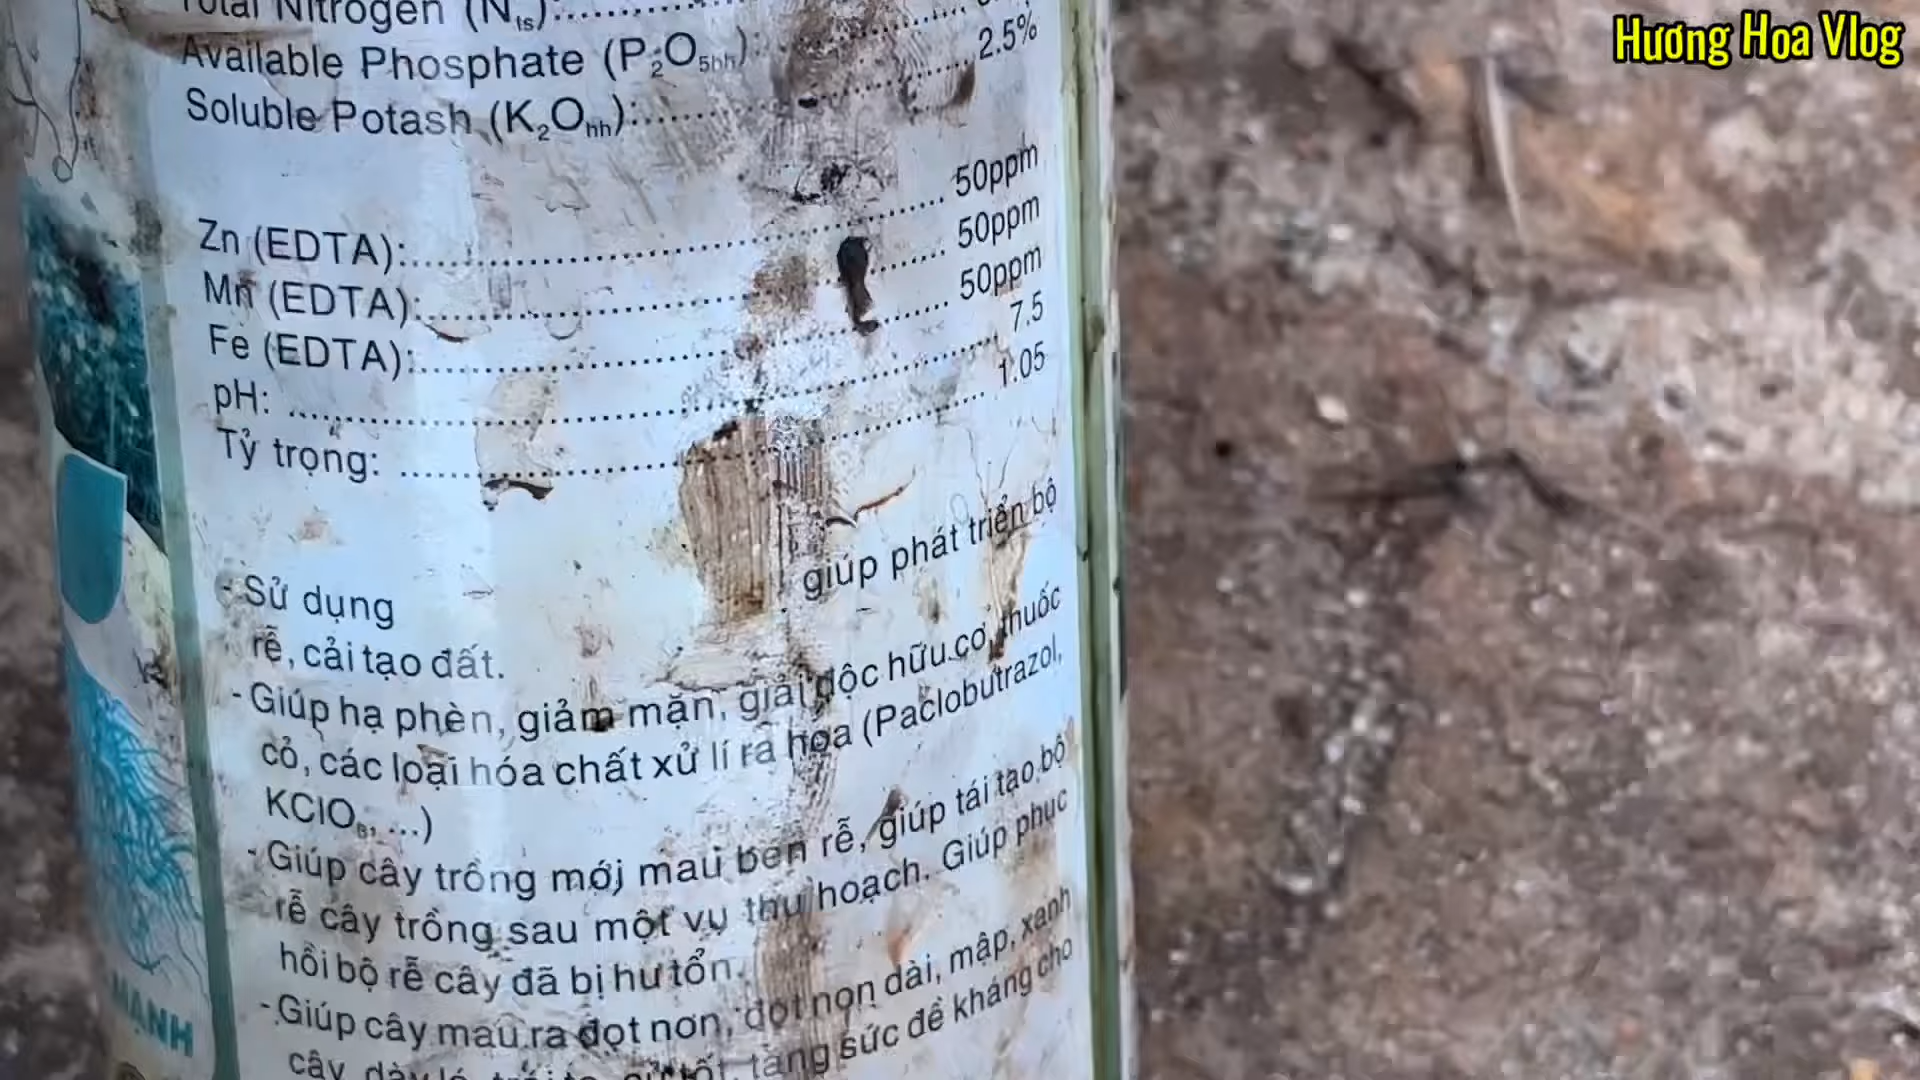 Hương Hoa Vlog
Total Nitrogen (Nts):
Available Phosphate (P2O5hh):
Soluble Potash (K2Ohh): 2.5%
Zn (EDTA): 50ppm
Mn (EDTA): 50ppm
Fe (EDTA): 50ppm
pH: 7.5
Tỷ trọng: 1.05
- Sử dụng giúp phát triển bộ
rễ, cải tạo đất.
- Giúp hạ phèn, giảm mặn, giải độc hữu cơ, thuốc
cỏ, các loại hóa chất xử lí ra hoa (Paclobutrazol,
KClO3, ...)
- Giúp cây trồng mới mau bén rễ, giúp tái tạo bộ
rễ cây trồng sau một vụ thu hoạch. Giúp phục
hồi bộ rễ cây đã bị hư tổn.
- Giúp cây mau ra đọt non, đọt non dài, mập, xanh
cây, tăng sức đề kháng cho
MẠNH